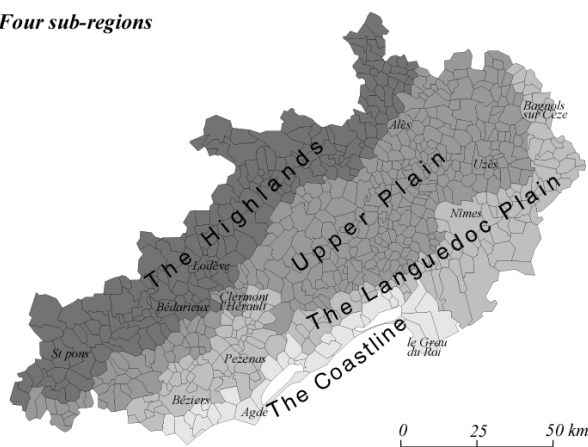 Four sub-regions
Bagnols
sur Cèze
Alès
Uzès
The Highlands
Upper Plain
Nîmes
The Languedoc Plain
Lodève
Clermont
l'Hérault
Bédarieux
St pons
Pezenas
le Grau
du Roi
The Coastline
Béziers
Agde
0 25 50 km